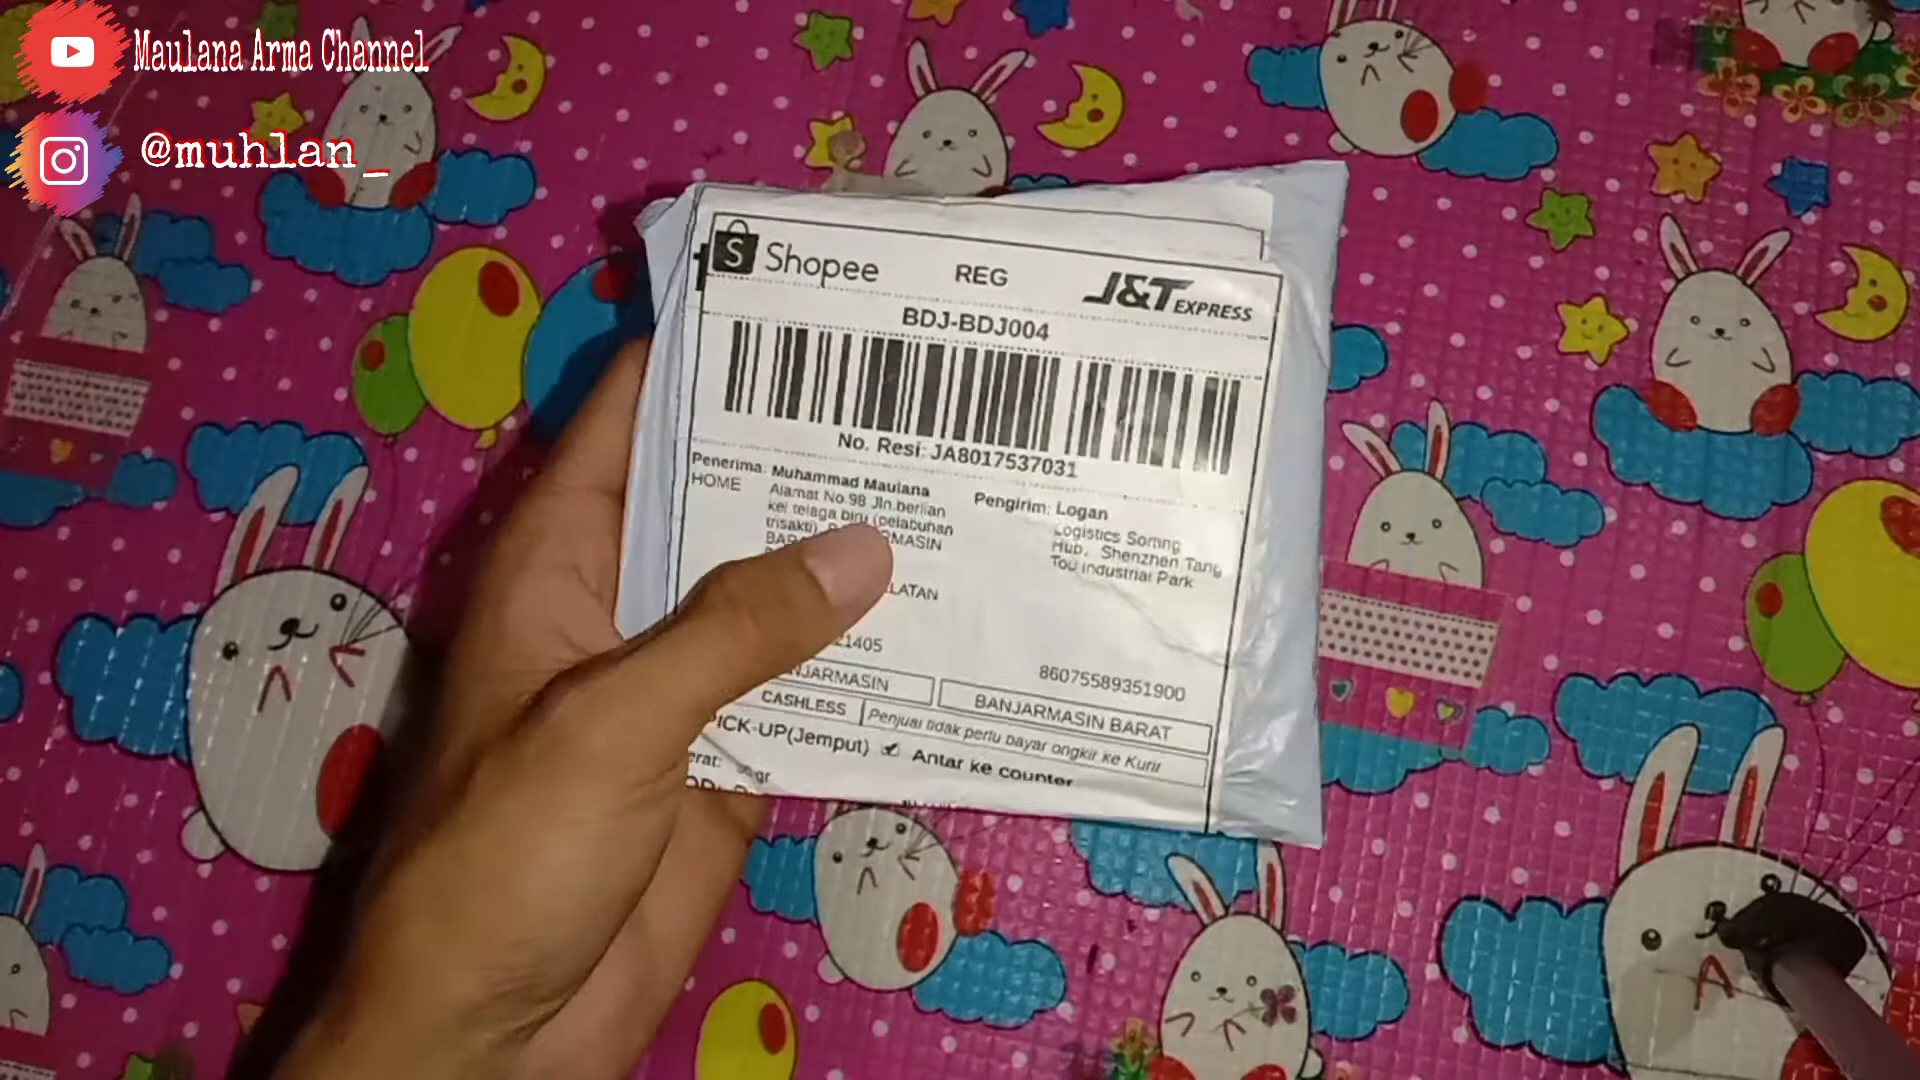 Maulana Arma Channel
@muhlan_
Shopee REG J&T EXPRESS
BDJ-BDJ004
No. Resi: JA8017537031
Penerima: Muhammad Maulana
HOME
Alamat No.98 Jln.berlian
kel telaga biru (pelabuhan
trisakti)
Pengirim: Logan
Logistics
Hub, Shenzhen Tang
Tou Industrial Park
86075589351900
BANJARMASIN BARAT
CASHLESS Penjual tidak perlu bayar ongkir ke Kurir
PICK-UP(Jemput) Antar ke counter
gr